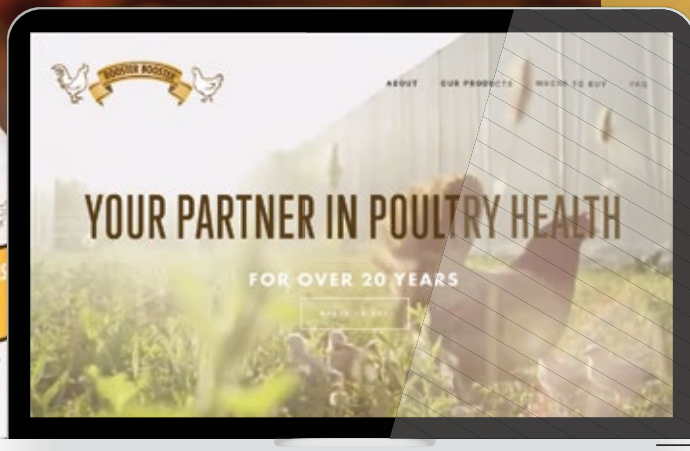 ROOSTER BOOSTER
ABOUT OUR PRODUCTS WHERE TO BUY FAQ
YOUR PARTNER IN POULTRY HEALTH
FOR OVER 20 YEARS